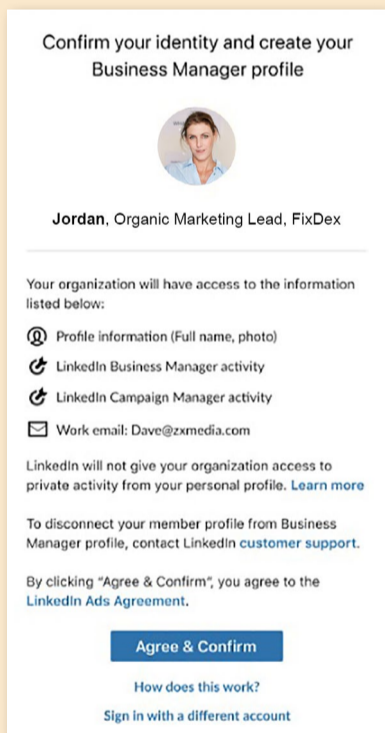 Confirm your identity and create your
Business Manager profile
Jordan, Organic Marketing Lead, FixDex
Your organization will have access to the information
listed below:
Profile information (Full name, photo)
LinkedIn Business Manager activity
LinkedIn Campaign Manager activity
Work email: Dave@zxmedia.com
LinkedIn will not give your organization access to
private activity from your personal profile. Learn more
To disconnect your member profile from Business
Manager profile, contact LinkedIn customer support.
By clicking "Agree & Confirm", you agree to the
LinkedIn Ads Agreement.
Agree & Confirm
How does this work?
Sign in with a different account